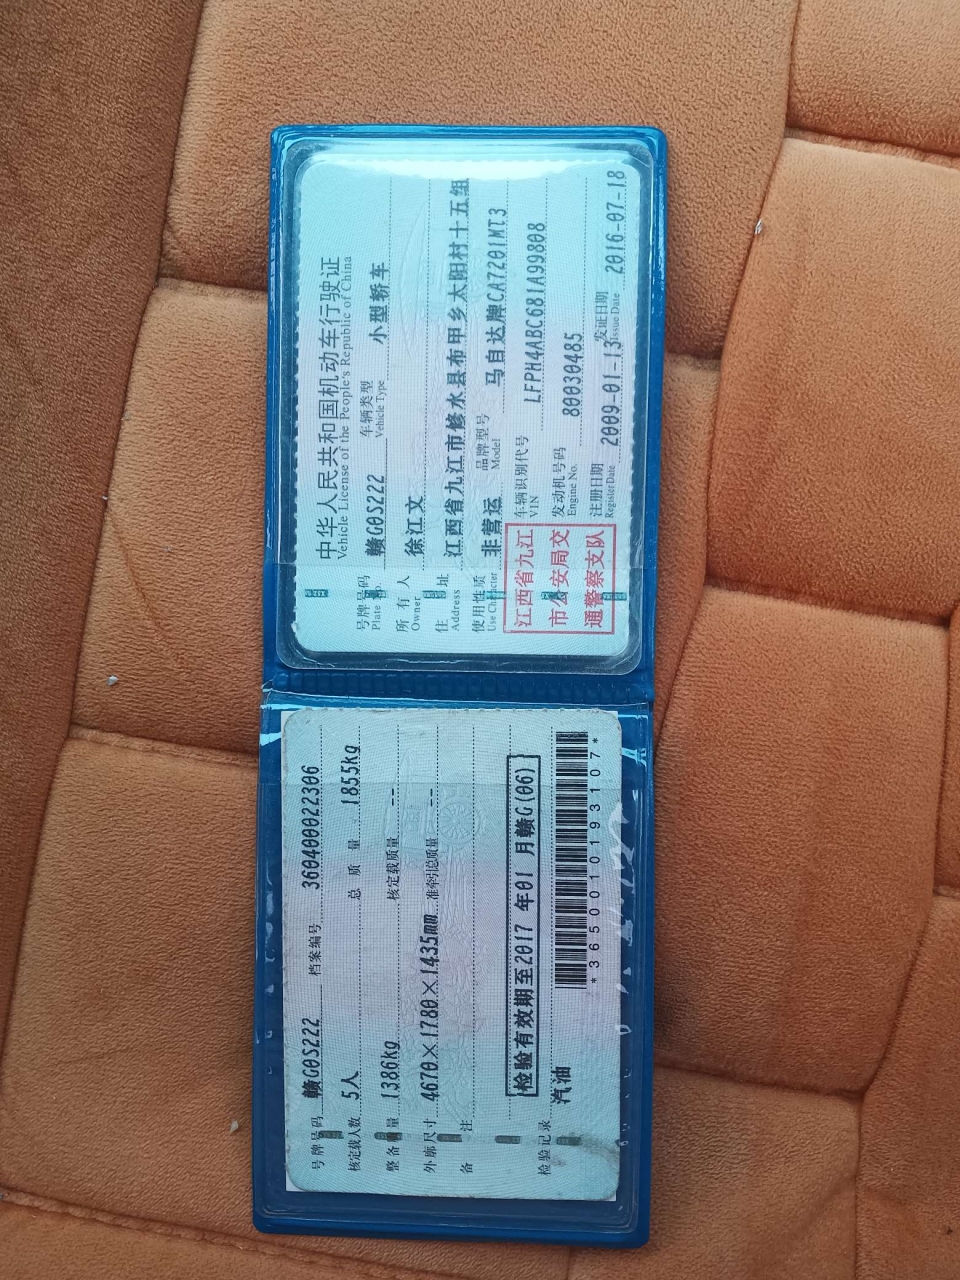 中华人民共和国机动车行驶证
Vehicle License of the People's Republic of China
号牌号码 赣G0S222 车辆类型 小型轿车
Plate No. Vehicle Type
所有人 徐江文
Owner
住址 江西省九江市修水县布甲乡太阳村十五组
Address
使用性质 非营运 品牌型号 马自达牌CA7201MT3
Use Character Model
江西省九江
市公安局交
通警察支队
车辆识别代号 LFPH4ABC681A99808
VIN
发动机号码 80030485
Engine No.
注册日期 2009-01-13 发证日期 2016-07-18
Register Date Issue Date
号牌号码 赣G0S222 档案编号 360400022306
核定载人数 5人 总质量 1855kg
整备质量 1386kg 核定载质量 --
外廓尺寸 4670×1780×1435mm 准牵引总质量 --
备注
检验有效期至2017年01月赣G(06)
检验记录
汽油
*3650010193107*